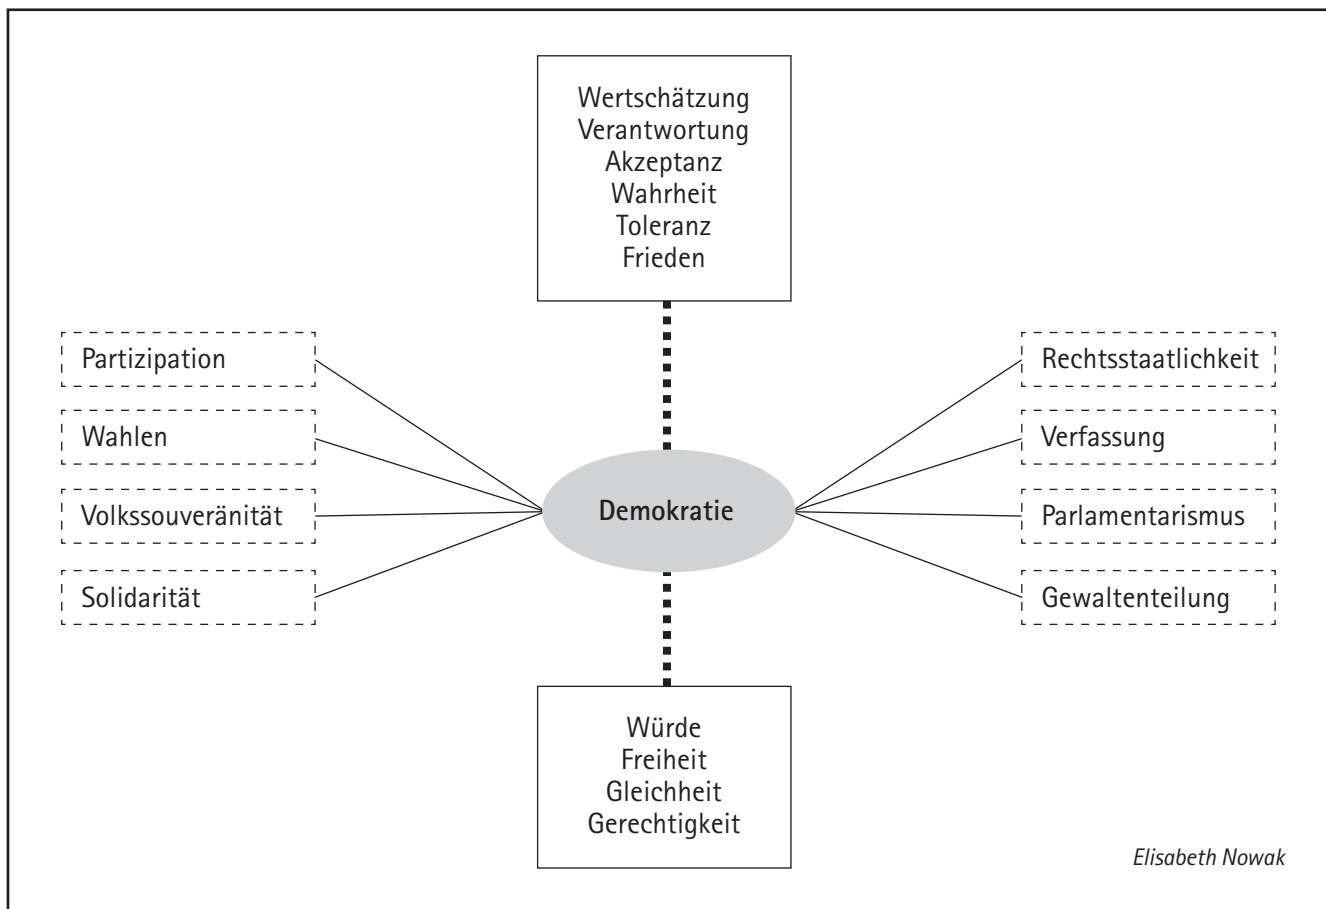 Wertschätzung
Verantwortung
Akzeptanz
Wahrheit
Toleranz
Frieden
Partizipation
Wahlen
Volkssouveränität
Solidarität
Demokratie
Rechtsstaatlichkeit
Verfassung
Parlamentarismus
Gewaltenteilung
Würde
Freiheit
Gleichheit
Gerechtigkeit
Elisabeth Nowak